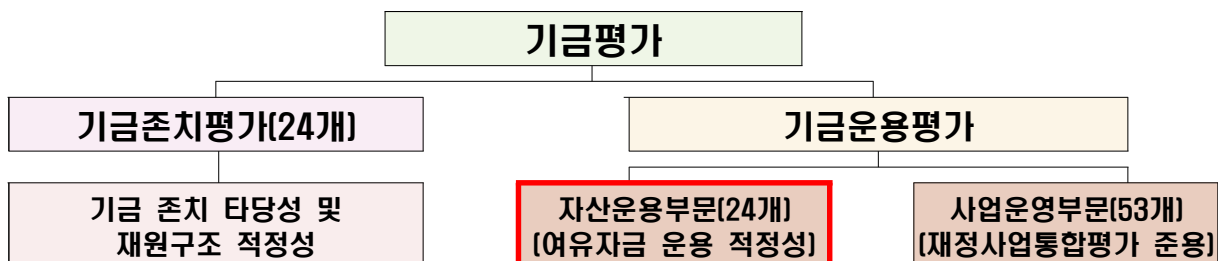 기금평가
기금존치평가(24개)
기금운용평가
기금 존치 타당성 및
재원구조 적정성
자산운용부문(24개)
(여유자금 운용 적정성)
사업운영부문(53개)
(재정사업통합평가 준용)